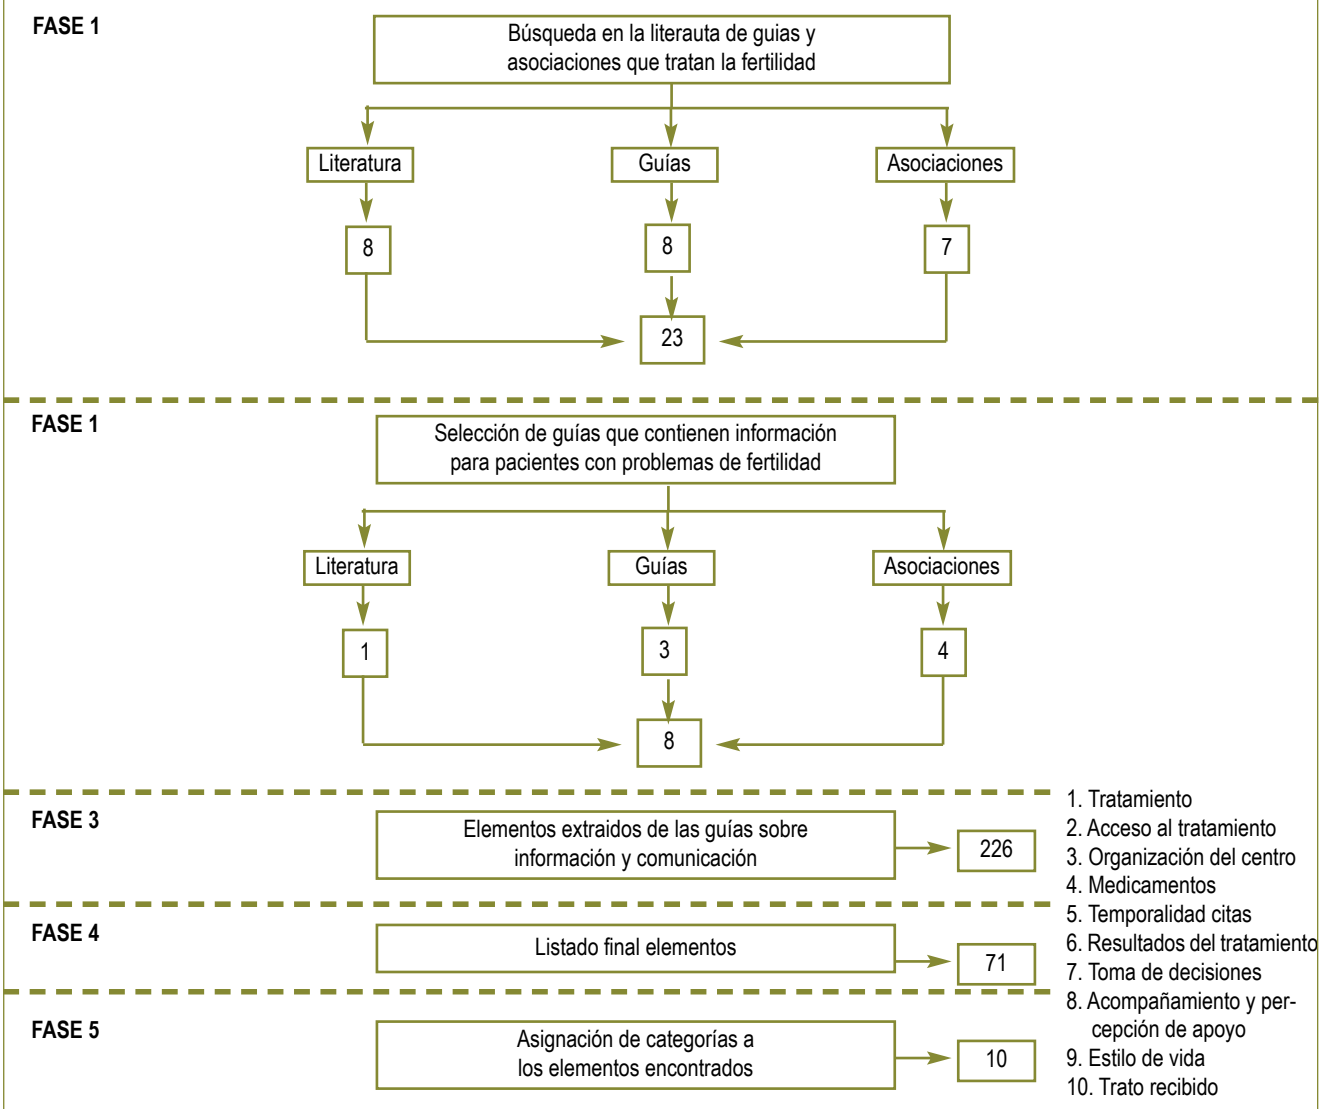 FASE 1
Búsqueda en la literauta de guias y
asociaciones que tratan la fertilidad
Literatura
Guías
Asociaciones
8
8
7
23
FASE 1
Selección de guías que contienen información
para pacientes con problemas de fertilidad
Literatura
Guías
Asociaciones
1
3
4
8
FASE 3
Elementos extraidos de las guías sobre
información y comunicación
226
FASE 4
Listado final elementos
71
FASE 5
Asignación de categorías a
los elementos encontrados
10
1. Tratamiento
2. Acceso al tratamiento
3. Organización del centro
4. Medicamentos
5. Temporalidad citas
6. Resultados del tratamiento
7. Toma de decisiones
8. Acompañamiento y per-
cepción de apoyo
9. Estilo de vida
10. Trato recibido